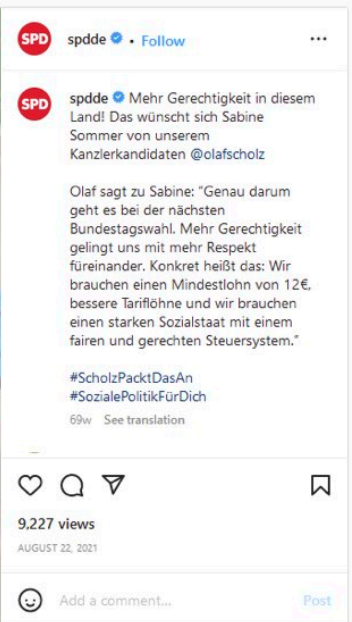 SPD
spdde • Follow
...
SPD
spdde Mehr Gerechtigkeit in diesem
Land! Das wünscht sich Sabine
Sommer von unserem
Kanzlerkandidaten @olafscholz
Olaf sagt zu Sabine: "Genau darum
geht es bei der nächsten
Bundestagswahl. Mehr Gerechtigkeit
gelingt uns mit mehr Respekt
füreinander. Konkret heißt das: Wir
brauchen einen Mindestlohn von 12€,
bessere Tariflöhne und wir brauchen
einen starken Sozialstaat mit einem
fairen und gerechten Steuersystem."
#ScholzPacktDasAn
#SozialePolitikFürDich
69w See translation
9,227 views
AUGUST 22, 2021
Add a comment...
Post